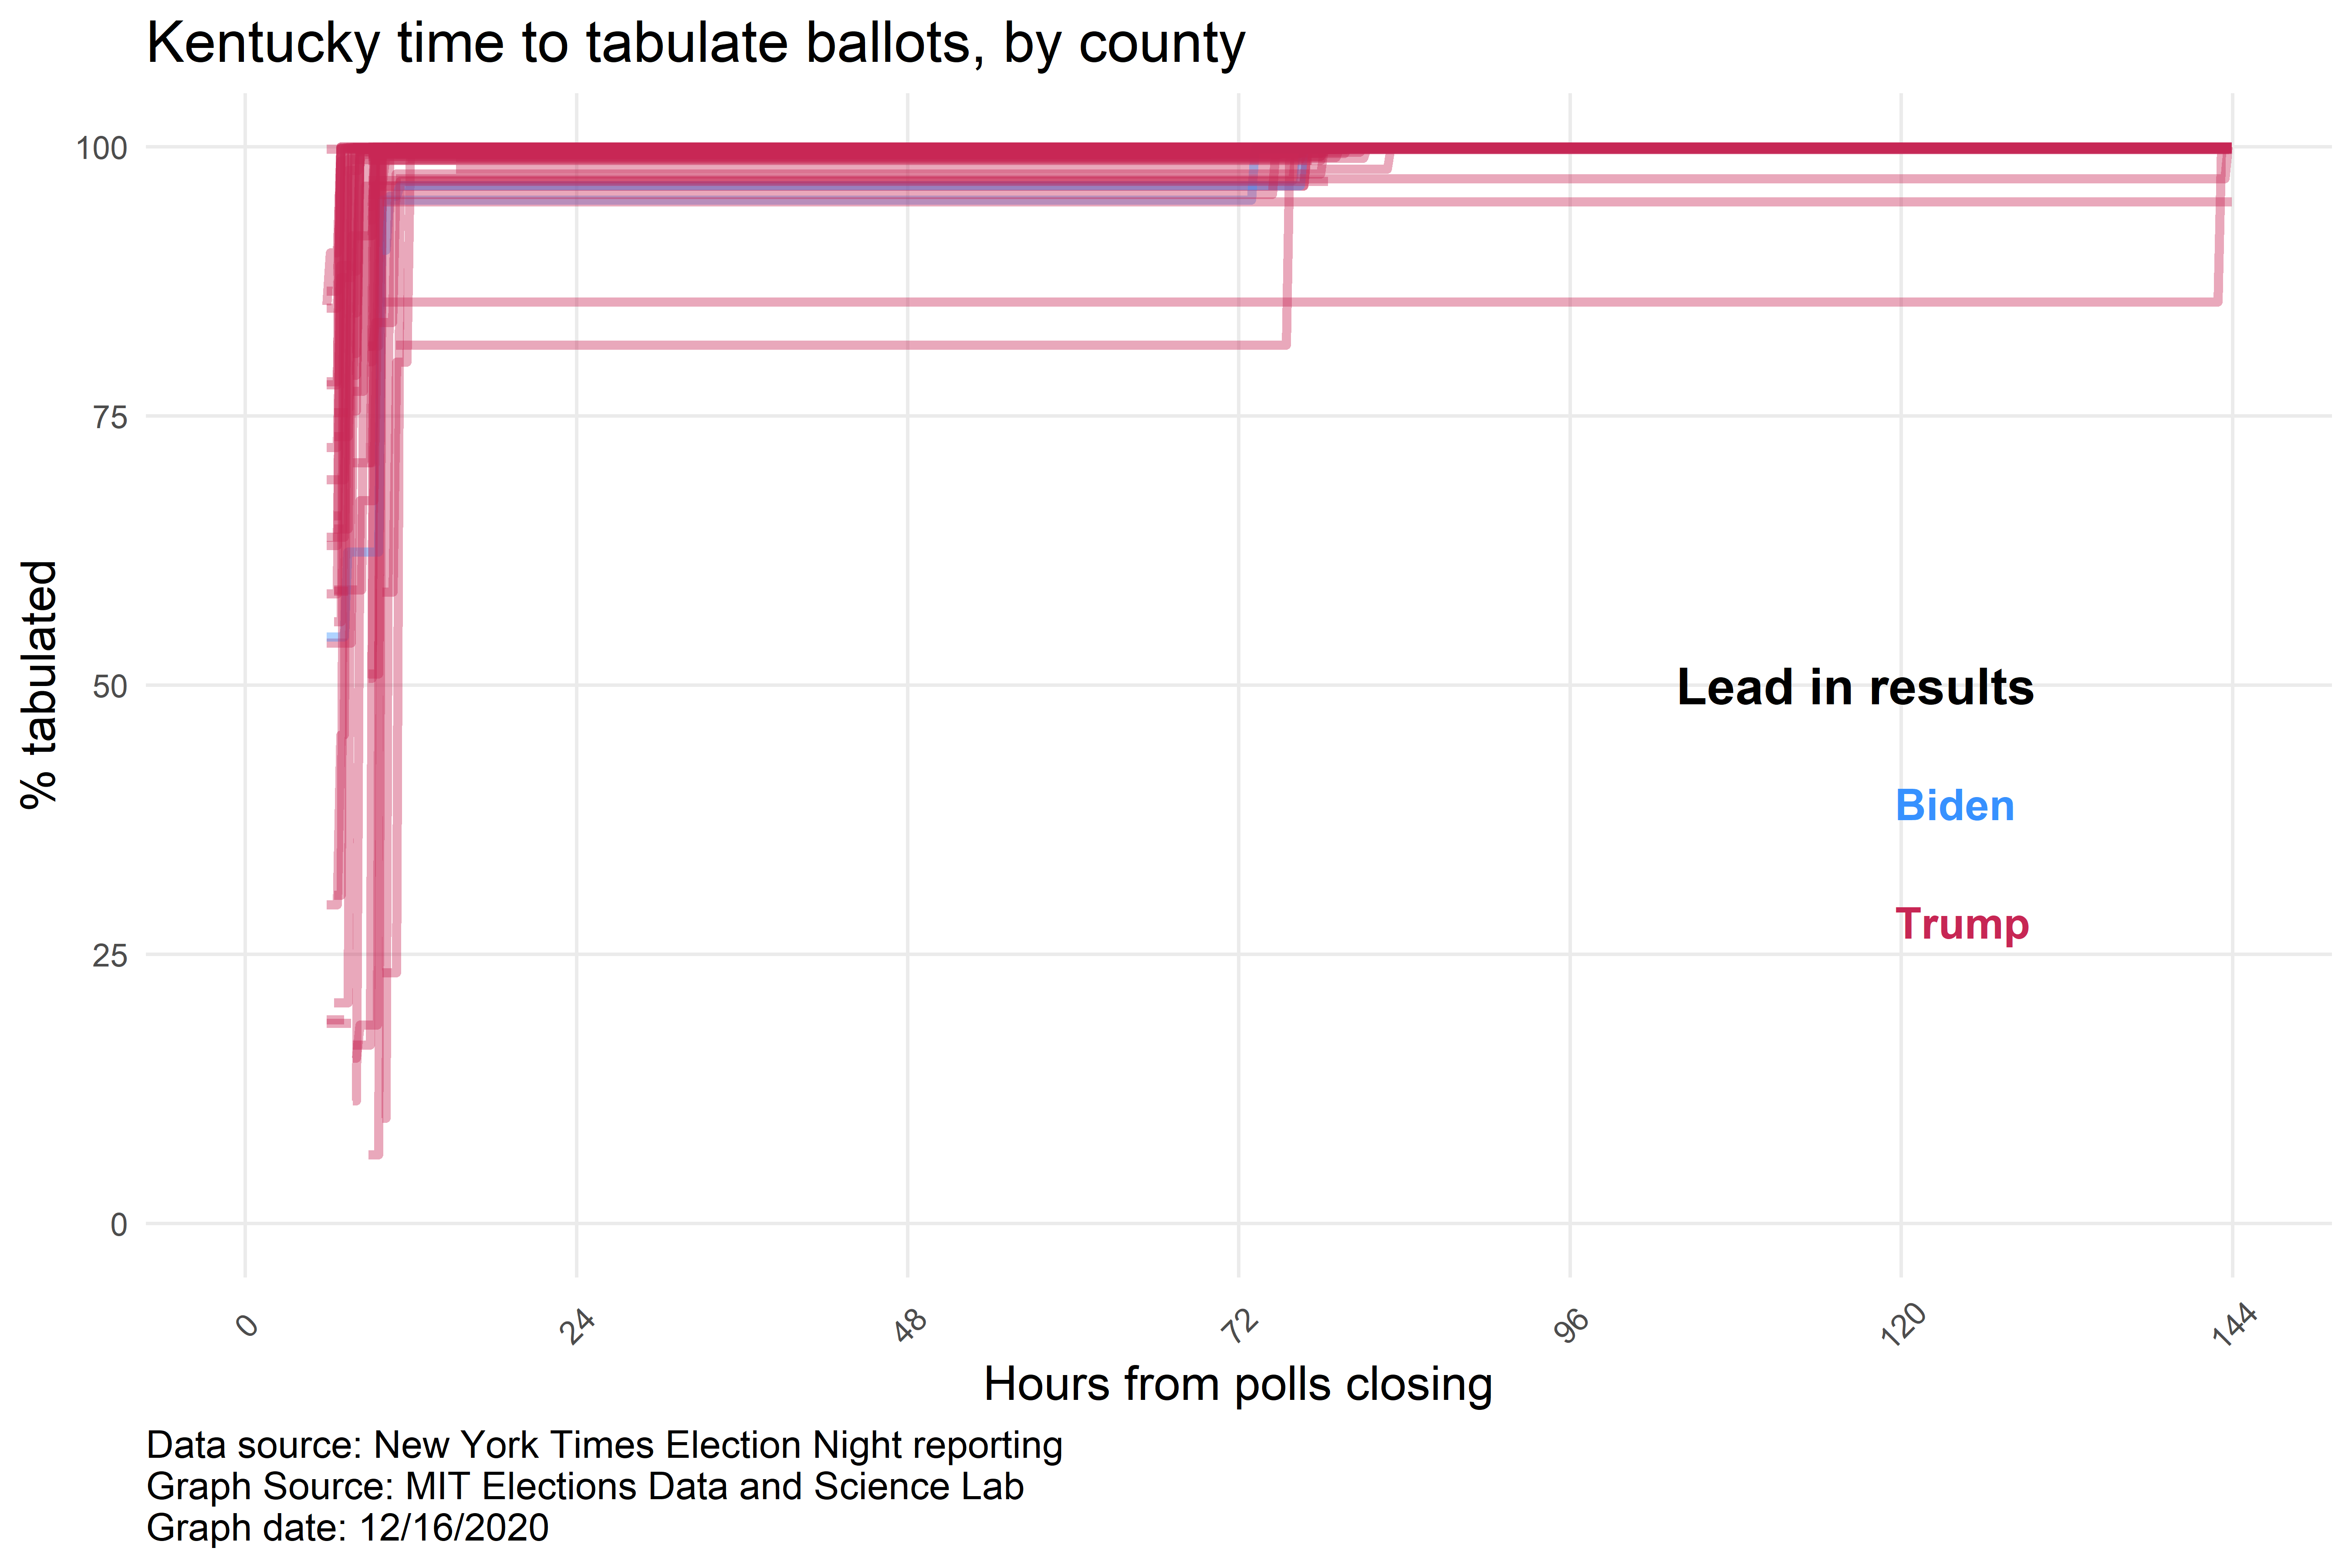 Kentucky time to tabulate ballots, by county
100
75
50
25
0
% tabulated
Lead in results
Biden
Trump
0
24
48
72
96
120
144
Hours from polls closing
Data source: New York Times Election Night reporting
Graph Source: MIT Elections Data and Science Lab
Graph date: 12/16/2020